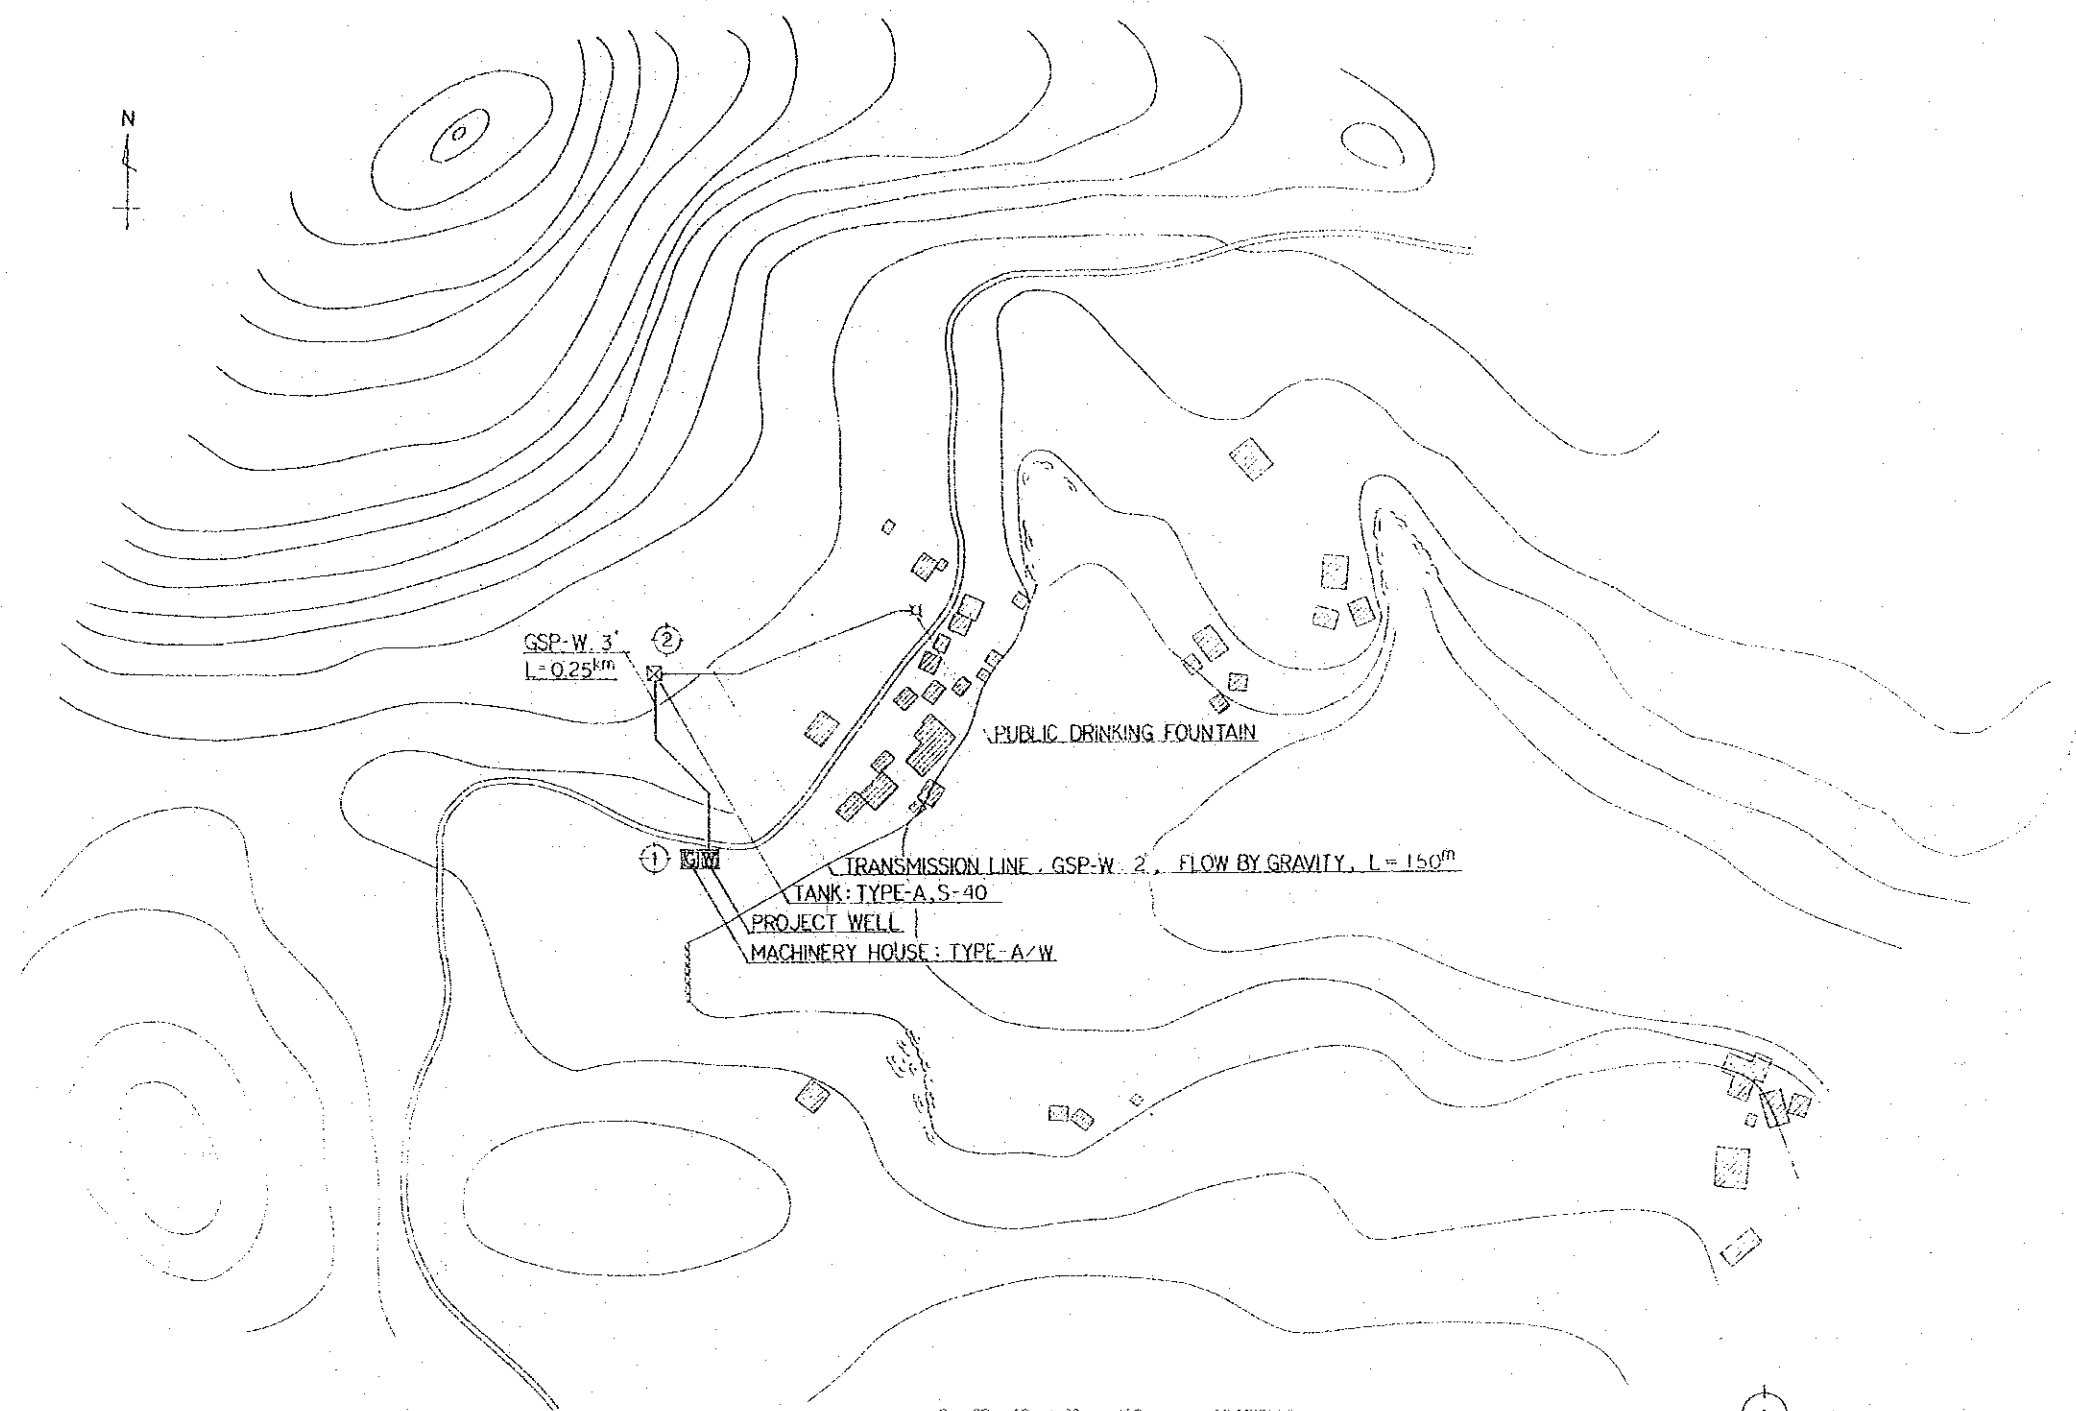 N
GSP-W. 3"
L=0.25km
2
PUBLIC DRINKING FOUNTAIN
1 G W
TRANSMISSION LINE. GSP-W 2", FLOW BY GRAVITY, L=150m
TANK: TYPE-A, S-40
PROJECT WELL
MACHINERY HOUSE: TYPE-A/W